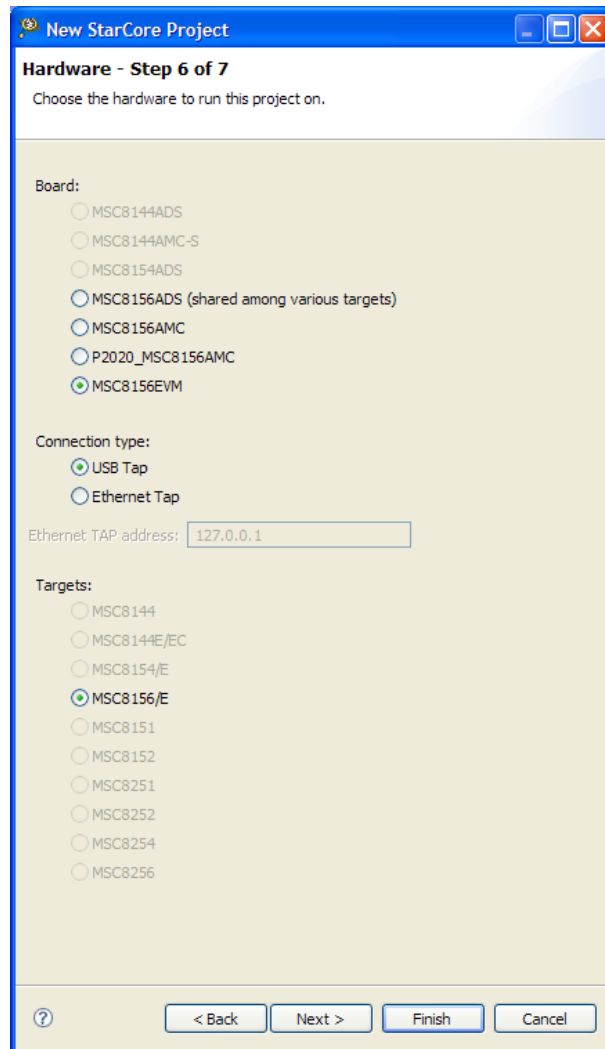 New StarCore Project
Hardware - Step 6 of 7
Choose the hardware to run this project on.
Board:
MSC8144ADS
MSC8144AMC-S
MSC8154ADS
MSC8156ADS (shared among various targets)
MSC8156AMC
P2020_MSC8156AMC
MSC8156EVM
Connection type:
USB Tap
Ethernet Tap
Ethernet TAP address: 127.0.0.1
Targets:
MSC8144
MSC8144E/EC
MSC8154/E
MSC8156/E
MSC8151
MSC8152
MSC8251
MSC8252
MSC8254
MSC8256
? < Back Next > Finish Cancel